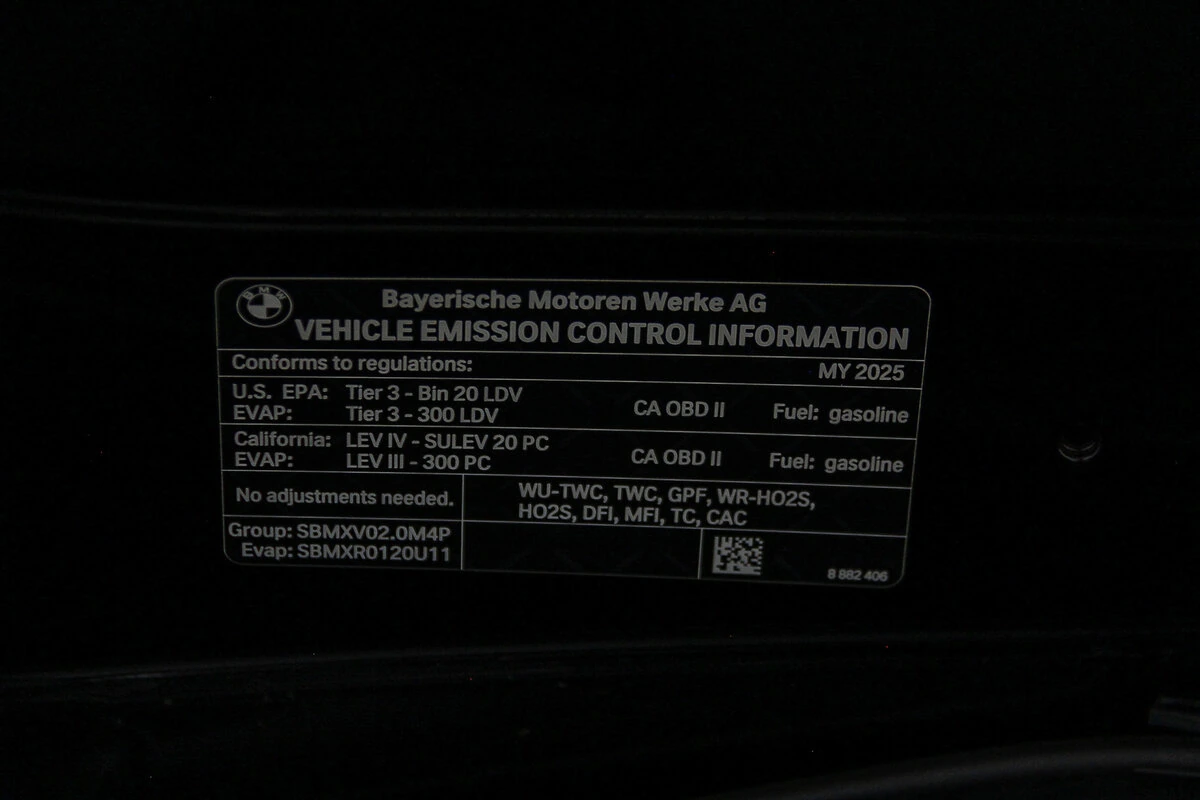 BMW
Bayerische Motoren Werke AG
VEHICLE EMISSION CONTROL INFORMATION
Conforms to regulations: MY 2025
U.S. EPA: Tier 3 - Bin 20 LDV
EVAP: Tier 3 - 300 LDV
CA OBD II Fuel: gasoline
California: LEV IV - SULEV 20 PC
EVAP: LEV III - 300 PC
CA OBD II Fuel: gasoline
No adjustments needed.
WU-TWC, TWC, GPF, WR-HO2S,
HO2S, DFI, MFI, TC, CAC
Group: SBMXV02.0M4P
Evap: SBMXR0120U11
8 882 406